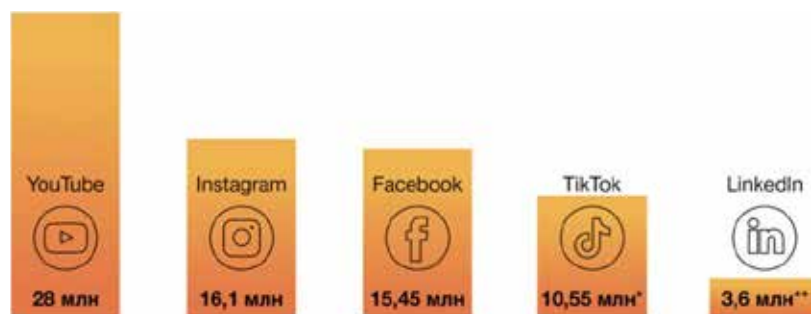 YouTube
28 млн
Instagram
16,1 млн
Facebook
15,45 млн
TikTok
10,55 млн*
LinkedIn
in
3,6 млн**